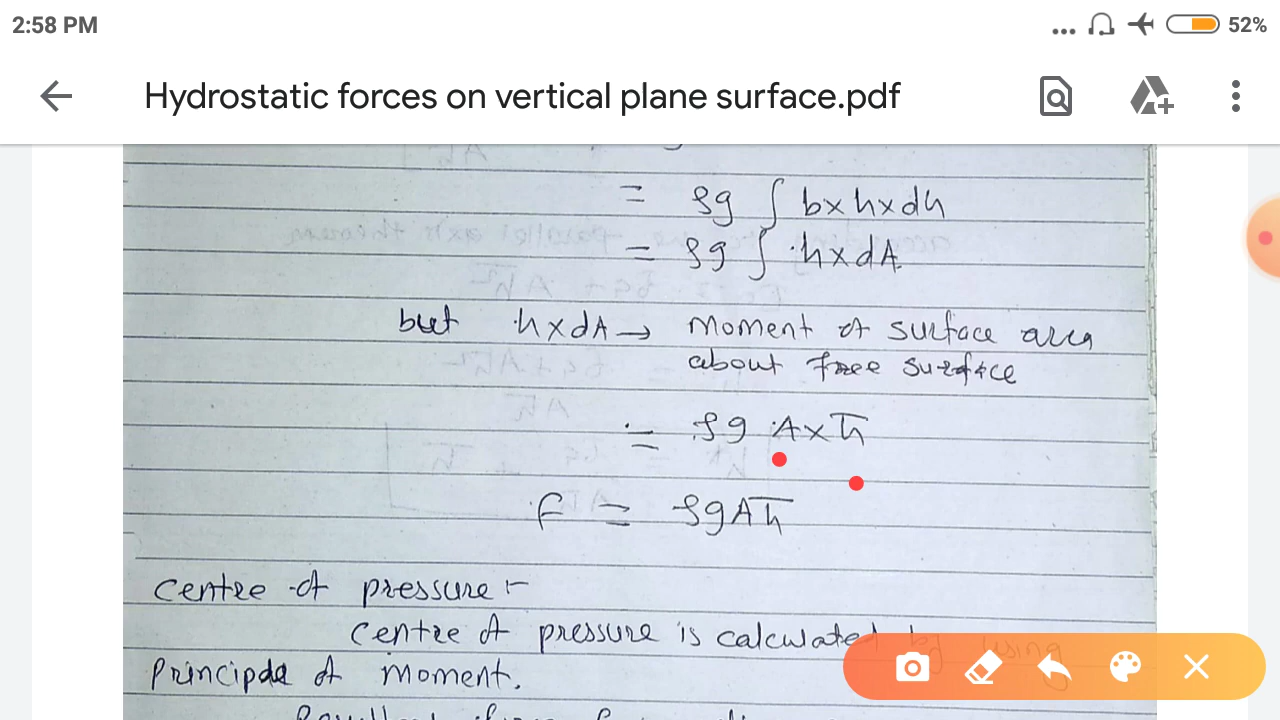 2:58 PM
52%
Hydrostatic forces on vertical plane surface.pdf
= ρg ∫ b×h×dh
= ρg ∫ h×dA
but h×dA → Moment of surface area
about free surface
= ρg A×h̄
F = ρgAh̄
Centre of pressure :-
Centre of pressure is calculated by using
Principle of moment.